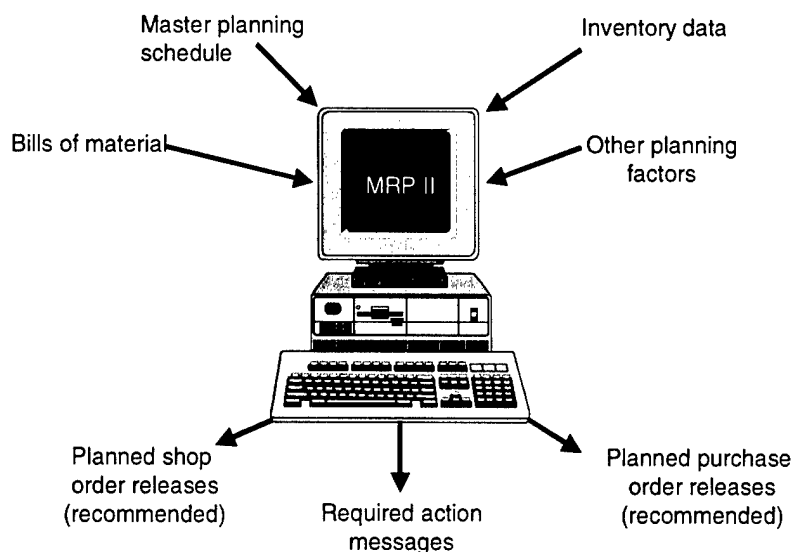 Master planning
schedule
Inventory data
Bills of material
Other planning
factors
MRP II
Planned shop
order releases
(recommended)
Required action
messages
Planned purchase
order releases
(recommended)